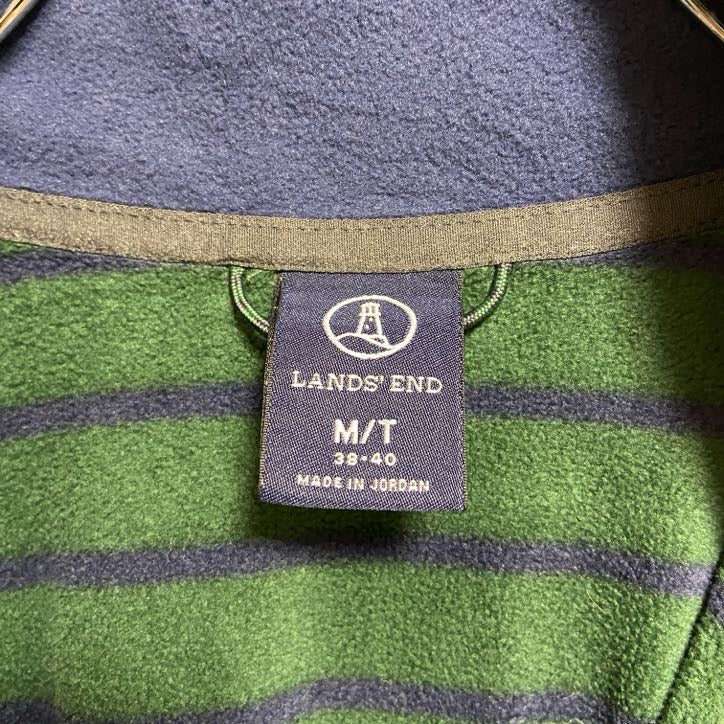 LANDS' END
M/T
38-40
MADE IN JORDAN